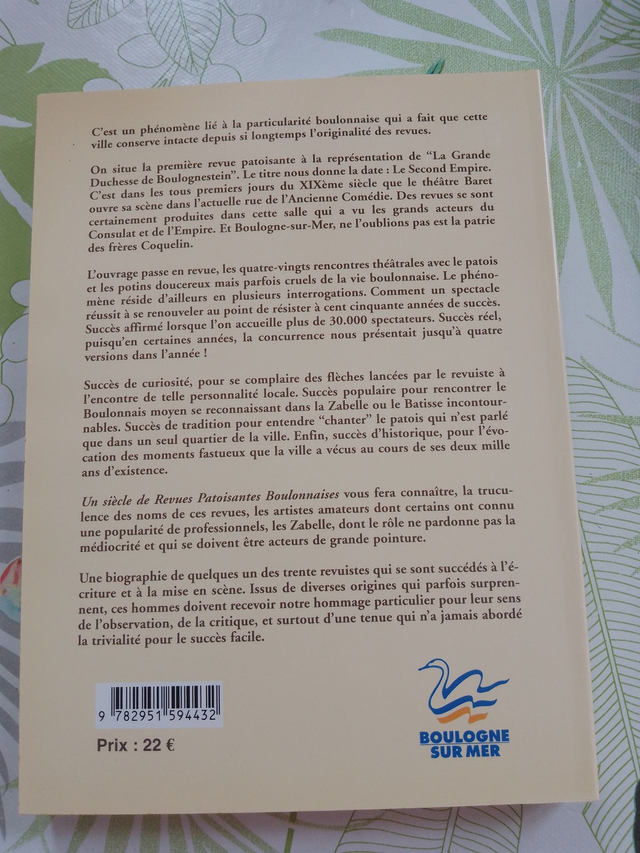 C'est un phénomène lié à la particularité boulonnaise qui a fait que cette
ville conserve intacte depuis si longtemps l'originalité des revues.
On situe la première revue patoisante à la représentation de "La Grande
Duchesse de Boulognestein". Le titre nous donne la date : Le Second Empire.
C'est dans les tous premiers jours du XIXème siècle que le théâtre Baret
ouvre sa scène dans l'actuelle rue de l'Ancienne Comédie. Des revues se sont
certainement produites dans cette salle qui a vu les grands acteurs du
Consulat et de l'Empire. Et Boulogne-sur-Mer, ne l'oublions pas est la patrie
des frères Coquelin.
L'ouvrage passe en revue, les quatre-vingts rencontres théâtrales avec le patois
et les potins doucereux mais parfois cruels de la vie boulonnaise. Le phéno-
mène réside d'ailleurs en plusieurs interrogations. Comment un spectacle
réussit à se renouveler au point de résister à cent cinquante années de succès.
Succès affirmé lorsque l'on accueille plus de 30.000 spectateurs. Succès réel,
puisqu'en certaines années, la concurrence nous présentait jusqu'à quatre
versions dans l'année !
Succès de curiosité, pour se complaire des flèches lancées par le revuiste à
l'encontre de telle personnalité locale. Succès populaire pour rencontrer le
Boulonnais moyen se reconnaissant dans la Zabelle ou le Batisse incontour-
nables. Succès de tradition pour entendre "chanter" le patois qui n'est parlé
que dans un seul quartier de la ville. Enfin, succès d'historique, pour l'évo-
cation des moments fastueux que la ville a vécus au cours de ses deux mille
ans d'existence.
Un siècle de Revues Patoisantes Boulonnaises vous fera connaître, la trucu-
lence des noms de ces revues, les artistes amateurs dont certains ont connu
une popularité de professionnels, les Zabelle, dont le rôle ne pardonne pas la
médiocrité et qui se doivent être acteurs de grande pointure.
Une biographie de quelques un des trente revuistes qui se sont succédés à l'é-
criture et à la mise en scène. Issus de diverses origines qui parfois surpren-
nent, ces hommes doivent recevoir notre hommage particulier pour leur sens
de l'observation, de la critique, et surtout d'une tenue qui n'a jamais abordé
la trivialité pour le succès facile.
9 782951 594432
Prix : 22 €
BOULOGNE
SUR MER